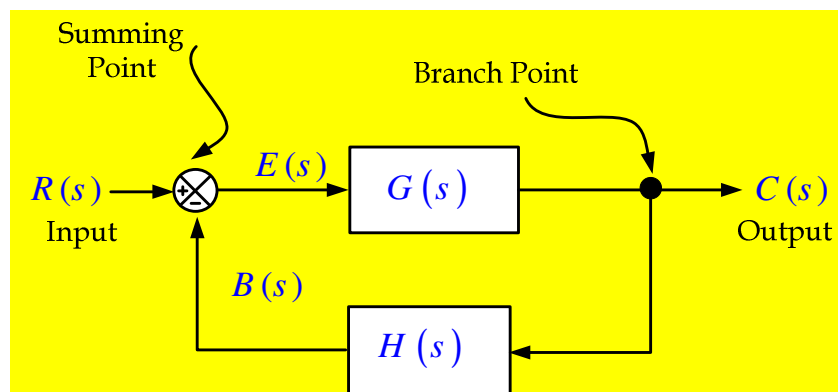 Summing
Point
Branch Point
E(s)
R(s)
+
−
G(s)
C(s)
Input
Output
B(s)
H(s)